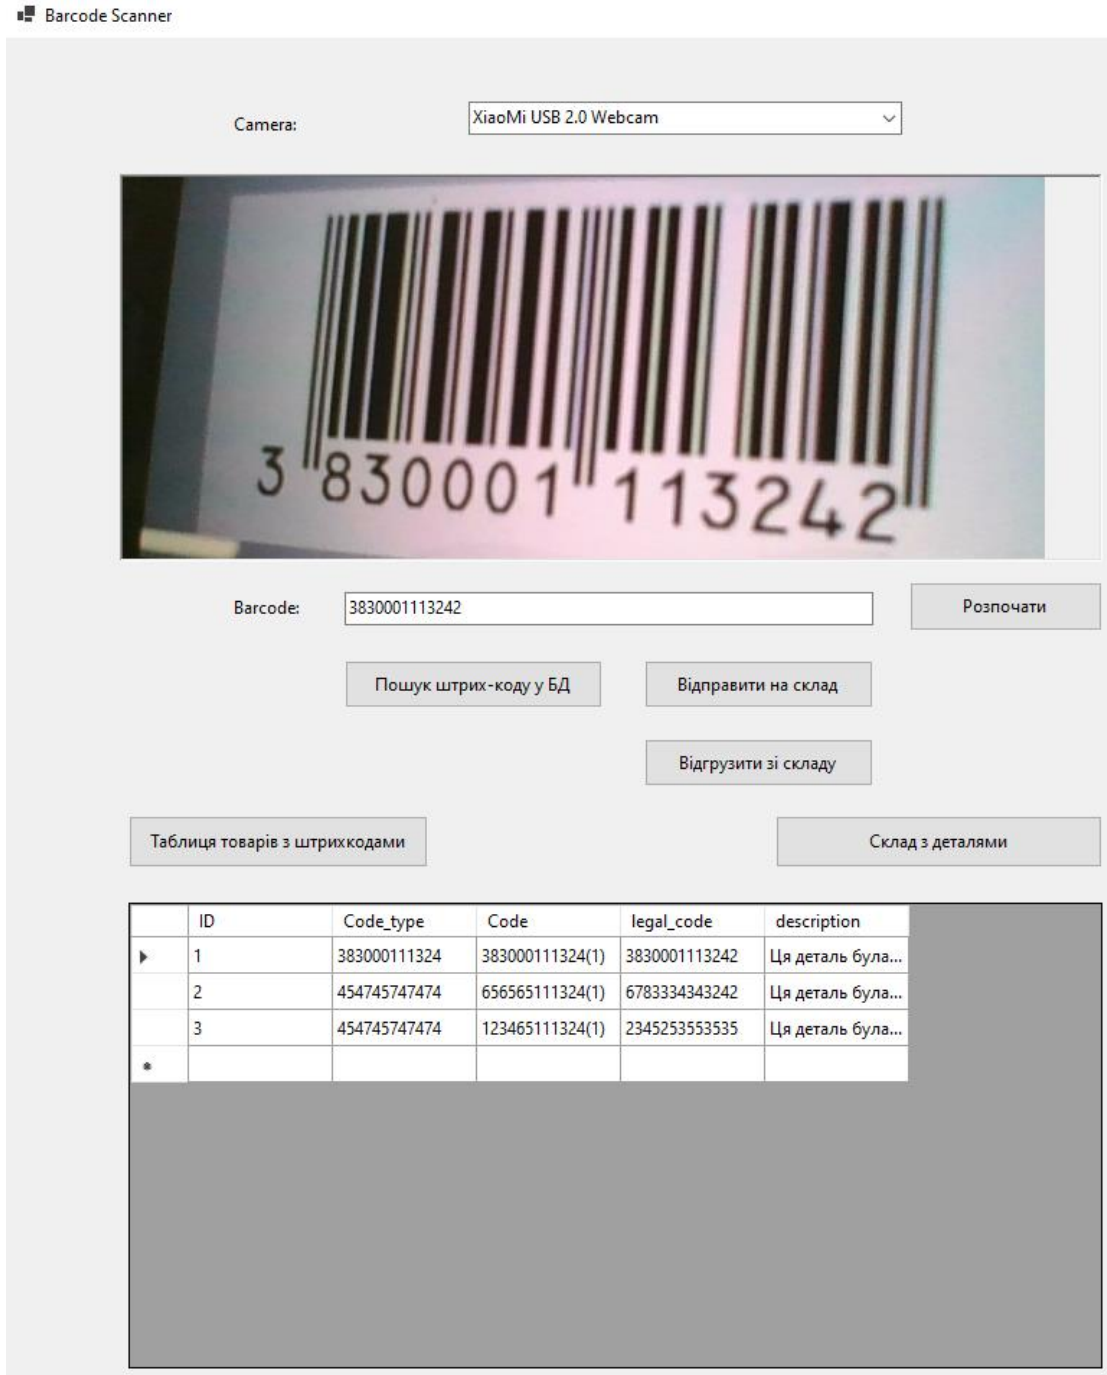 Barcode Scanner
Camera: XiaoMi USB 2.0 Webcam
3 830001 113242
Barcode: 3830001113242 Розпочати
Пошук штрих-коду у БД Відправити на склад
Відгрузити зі складу
Таблиця товарів з штрихкодами Склад з деталями
ID Code_type Code legal_code description
1 383000111324 383000111324(1) 3830001113242 Ця деталь була...
2 454745747474 656565111324(1) 6783334343242 Ця деталь була...
3 454745747474 123465111324(1) 2345253553535 Ця деталь була...